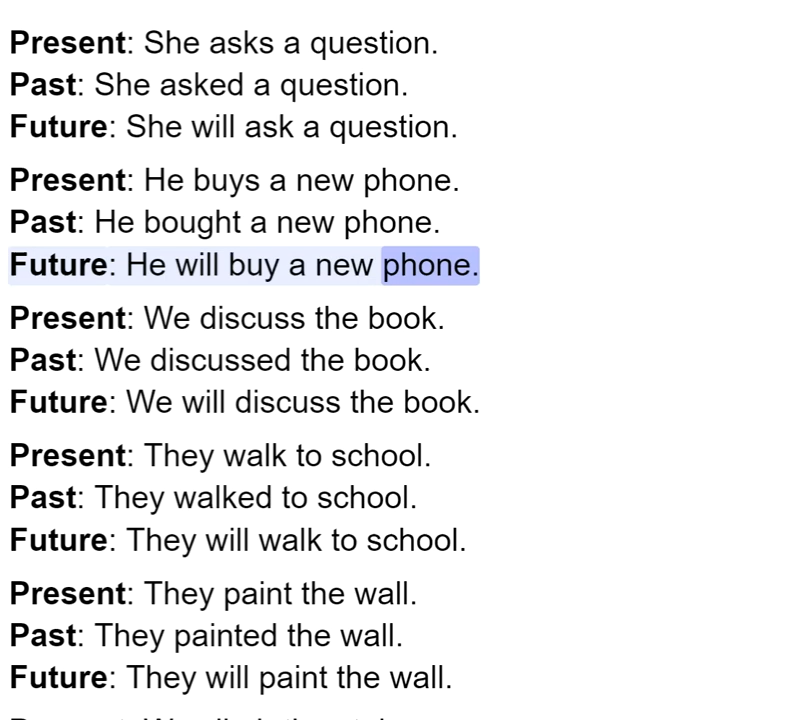 Present: She asks a question.
Past: She asked a question.
Future: She will ask a question.
Present: He buys a new phone.
Past: He bought a new phone.
Future: He will buy a new phone.
Present: We discuss the book.
Past: We discussed the book.
Future: We will discuss the book.
Present: They walk to school.
Past: They walked to school.
Future: They will walk to school.
Present: They paint the wall.
Past: They painted the wall.
Future: They will paint the wall.